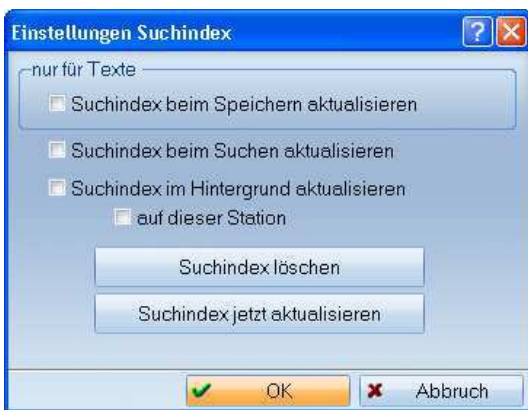 Einstellungen Suchindex
nur für Texte
Suchindex beim Speichern aktualisieren
Suchindex beim Suchen aktualisieren
Suchindex im Hintergrund aktualisieren
auf dieser Station
Suchindex löschen
Suchindex jetzt aktualisieren
OK
Abbruch